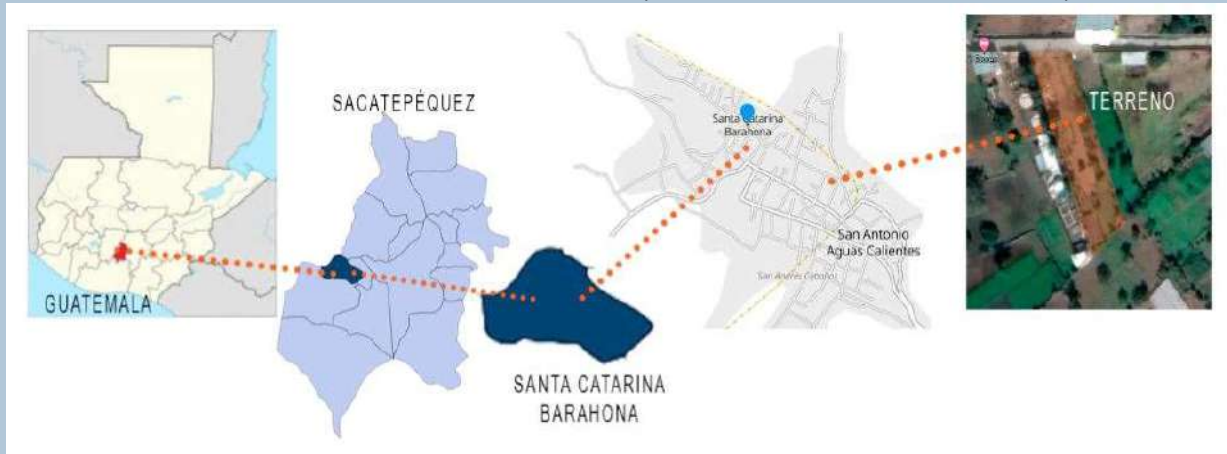 GUATEMALA
SACATEPÉQUEZ
SANTA CATARINA
BARAHONA
Santa Catarina
Barahona
San Antonio
Aguas Calientes
San Andrés Ceballos
TERRENO